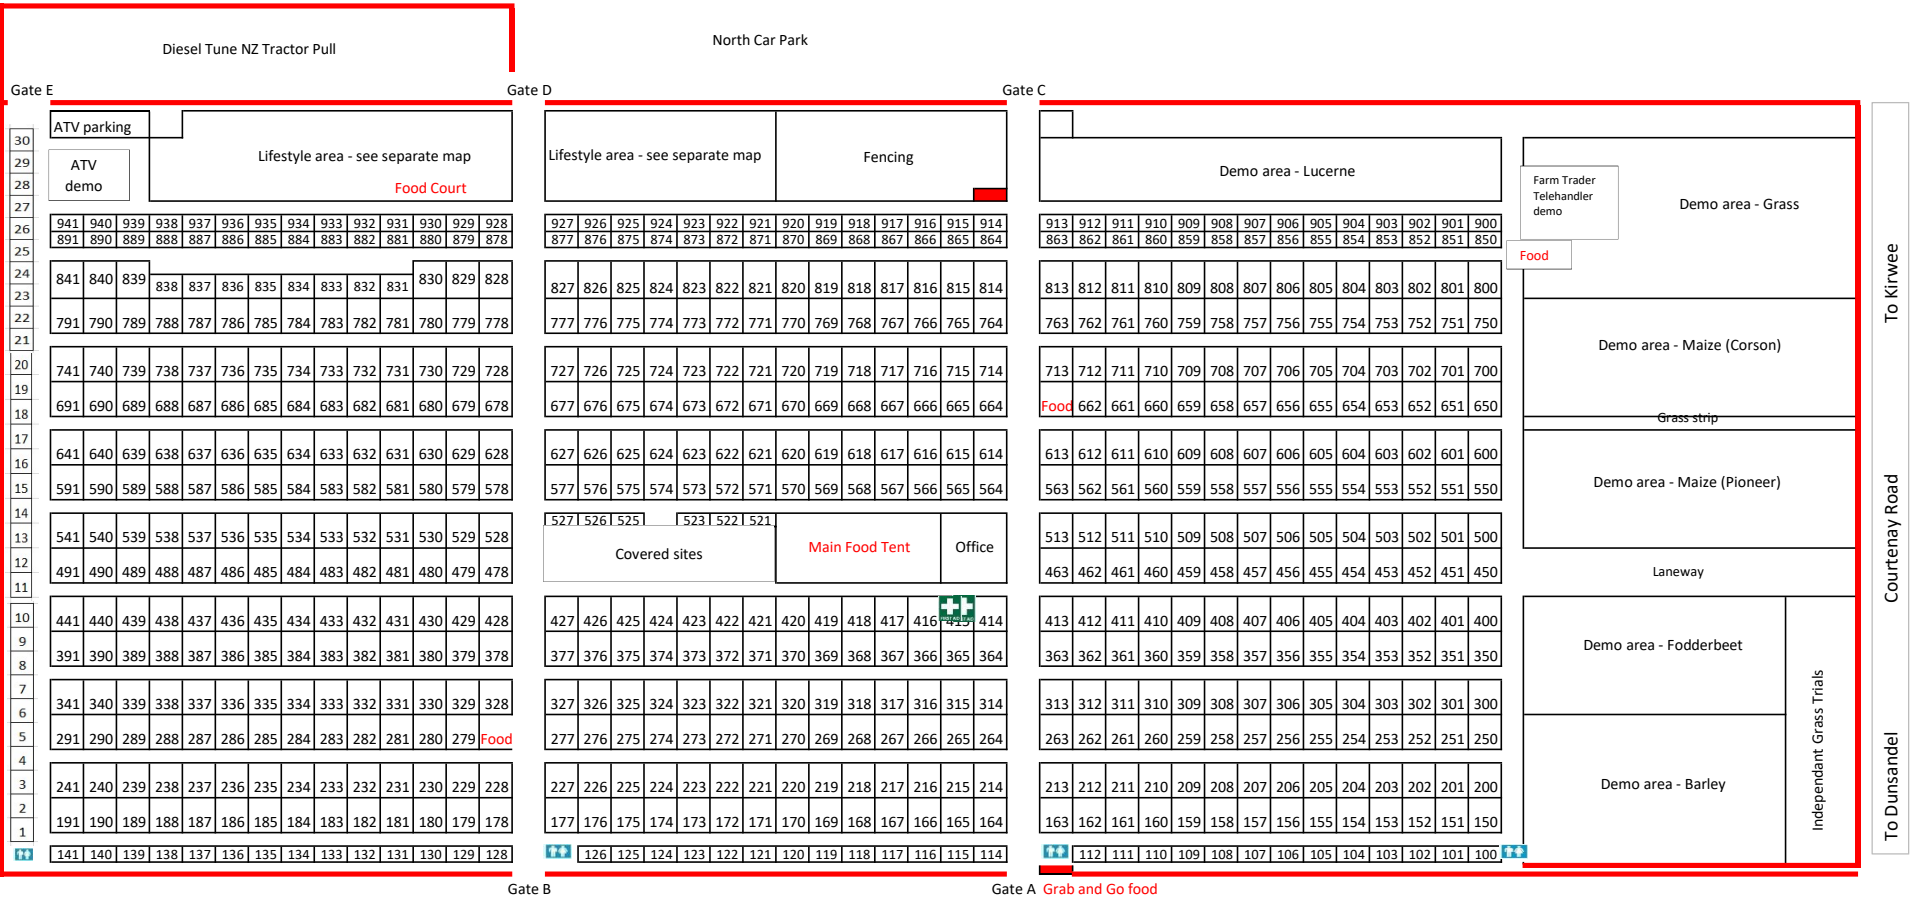 Diesel Tune NZ Tractor Pull
North Car Park
Gate E
Gate D
Gate C
ATV parking
ATV
demo
Lifestyle area - see separate map
Food Court
Lifestyle area - see separate map
Fencing
Demo area - Lucerne
Farm Trader
Telehandler
demo
Demo area - Grass
Food
30
29
28
27
26
25
24
23
22
21
20
19
18
17
16
15
14
13
12
11
10
9
8
7
6
5
4
3
2
1
941 940 939 938 937 936 935 934 933 932 931 930 929 928 927 926 925 924 923 922 921 920 919 918 917 916 915 914 913 912 911 910 909 908 907 906 905 904 903 902 901 900
891 890 889 888 887 886 885 884 883 882 881 880 879 878 877 876 875 874 873 872 871 870 869 868 867 866 865 864 863 862 861 860 859 858 857 856 855 854 853 852 851 850
841 840 839 838 837 836 835 834 833 832 831 830 829 828 827 826 825 824 823 822 821 820 819 818 817 816 815 814 813 812 811 810 809 808 807 806 805 804 803 802 801 800
791 790 789 788 787 786 785 784 783 782 781 780 779 778 777 776 775 774 773 772 771 770 769 768 767 766 765 764 763 762 761 760 759 758 757 756 755 754 753 752 751 750
741 740 739 738 737 736 735 734 733 732 731 730 729 728 727 726 725 724 723 722 721 720 719 718 717 716 715 714 713 712 711 710 709 708 707 706 705 704 703 702 701 700
691 690 689 688 687 686 685 684 683 682 681 680 679 678 677 676 675 674 673 672 671 670 669 668 667 666 665 664 Food 662 661 660 659 658 657 656 655 654 653 652 651 650
641 640 639 638 637 636 635 634 633 632 631 630 629 628 627 626 625 624 623 622 621 620 619 618 617 616 615 614 613 612 611 610 609 608 607 606 605 604 603 602 601 600
591 590 589 588 587 586 585 584 583 582 581 580 579 578 577 576 575 574 573 572 571 570 569 568 567 566 565 564 563 562 561 560 559 558 557 556 555 554 553 552 551 550
541 540 539 538 537 536 535 534 533 532 531 530 529 528 527 526 525 523 522 521 513 512 511 510 509 508 507 506 505 504 503 502 501 500
Covered sites
Main Food Tent
Office
491 490 489 488 487 486 485 484 483 482 481 480 479 478 463 462 461 460 459 458 457 456 455 454 453 452 451 450
441 440 439 438 437 436 435 434 433 432 431 430 429 428 427 426 425 424 423 422 421 420 419 418 417 416 414 413 412 411 410 409 408 407 406 405 404 403 402 401 400
391 390 389 388 387 386 385 384 383 382 381 380 379 378 377 376 375 374 373 372 371 370 369 368 367 366 365 364 363 362 361 360 359 358 357 356 355 354 353 352 351 350
341 340 339 338 337 336 335 334 333 332 331 330 329 328 327 326 325 324 323 322 321 320 319 318 317 316 315 314 313 312 311 310 309 308 307 306 305 304 303 302 301 300
291 290 289 288 287 286 285 284 283 282 281 280 279 Food 277 276 275 274 273 272 271 270 269 268 267 266 265 264 263 262 261 260 259 258 257 256 255 254 253 252 251 250
241 240 239 238 237 236 235 234 233 232 231 230 229 228 227 226 225 224 223 222 221 220 219 218 217 216 215 214 213 212 211 210 209 208 207 206 205 204 203 202 201 200
191 190 189 188 187 186 185 184 183 182 181 180 179 178 177 176 175 174 173 172 171 170 169 168 167 166 165 164 163 162 161 160 159 158 157 156 155 154 153 152 151 150
141 140 139 138 137 136 135 134 133 132 131 130 129 128 126 125 124 123 122 121 120 119 118 117 116 115 114 112 111 110 109 108 107 106 105 104 103 102 101 100
Demo area - Maize (Corson)
Grass strip
Demo area - Maize (Pioneer)
Laneway
Demo area - Fodderbeet
Demo area - Barley
Independant Grass Trials
To Kirwee
Courtenay Road
To Dunsandel
Gate B
Gate A
Grab and Go food